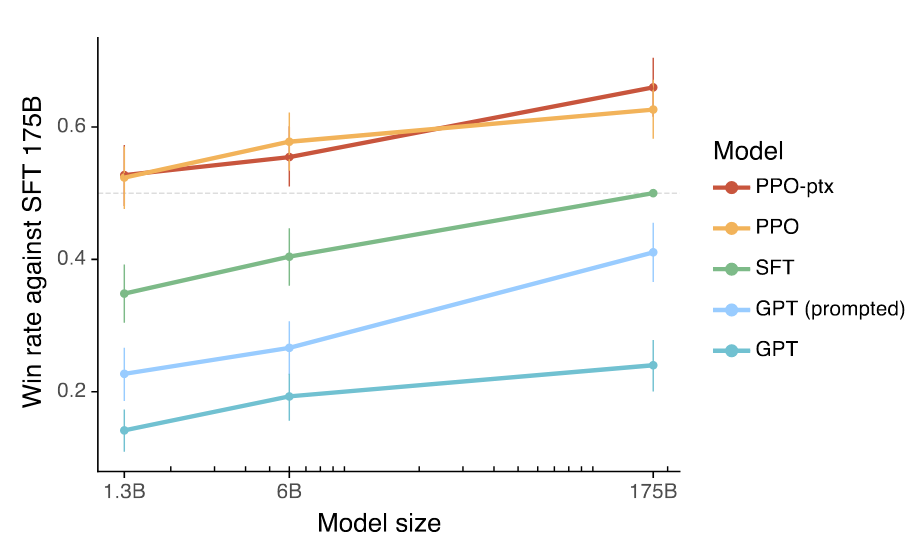 Win rate against SFT 175B
0.6
0.4
0.2
1.3B
6B
175B
Model size
Model
PPO-ptx
PPO
SFT
GPT (prompted)
GPT